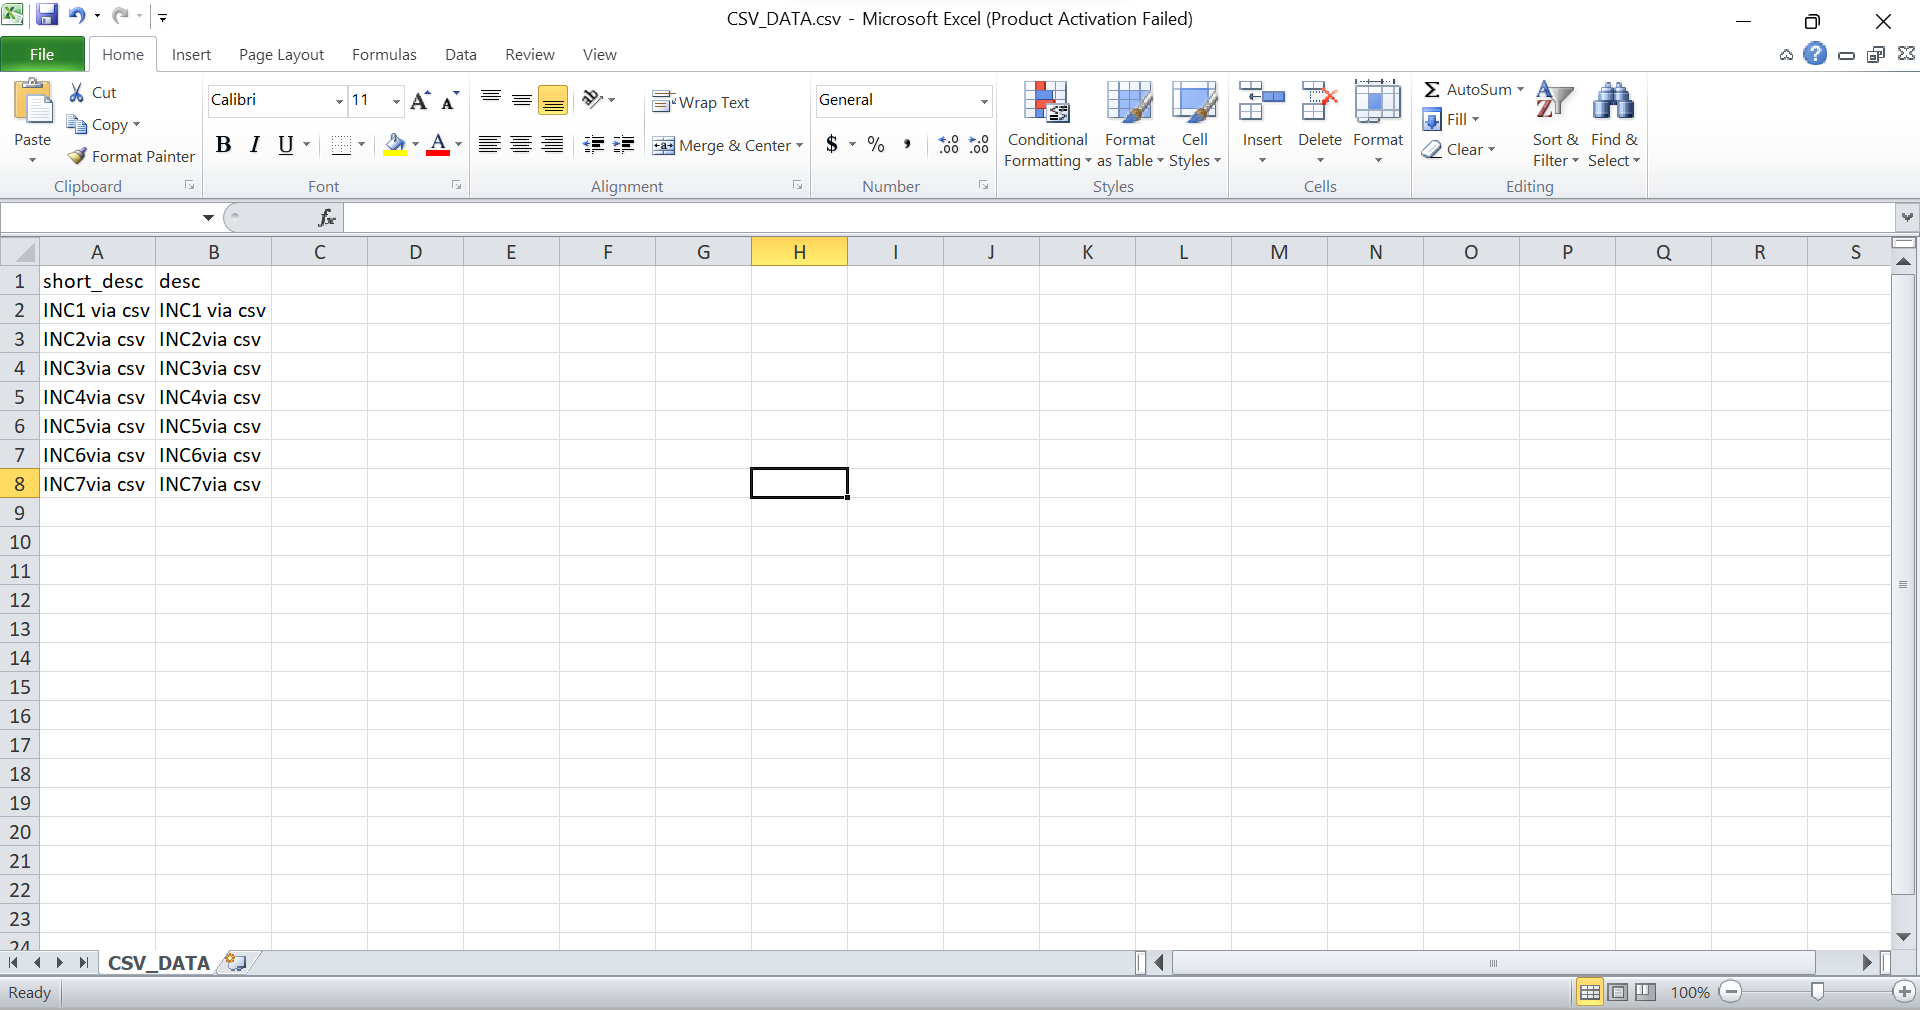 CSV_DATA.csv - Microsoft Excel (Product Activation Failed)
File Home Insert Page Layout Formulas Data Review View
Paste
Cut
Copy
Format Painter
Clipboard
Calibri 11
B I U
Font
Wrap Text
Merge & Center
Alignment
General
$ % ,
Number
Conditional Formatting
Format as Table
Cell Styles
Styles
Insert
Delete
Format
Cells
AutoSum
Fill
Clear
Sort & Filter
Find & Select
Editing
fx
A B C D E F G H I J K L M N O P Q R S
1 short_desc desc
2 INC1 via csv INC1 via csv
3 INC2via csv INC2via csv
4 INC3via csv INC3via csv
5 INC4via csv INC4via csv
6 INC5via csv INC5via csv
7 INC6via csv INC6via csv
8 INC7via csv INC7via csv
9
10
11
12
13
14
15
16
17
18
19
20
21
22
23
24
CSV_DATA
Ready 100%